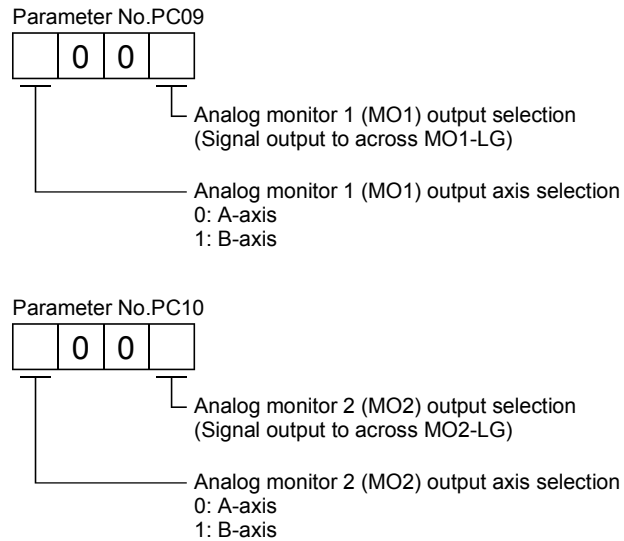 Parameter No.PC09
0 0
Analog monitor 1 (MO1) output selection
(Signal output to across MO1-LG)
Analog monitor 1 (MO1) output axis selection
0: A-axis
1: B-axis
Parameter No.PC10
0 0
Analog monitor 2 (MO2) output selection
(Signal output to across MO2-LG)
Analog monitor 2 (MO2) output axis selection
0: A-axis
1: B-axis